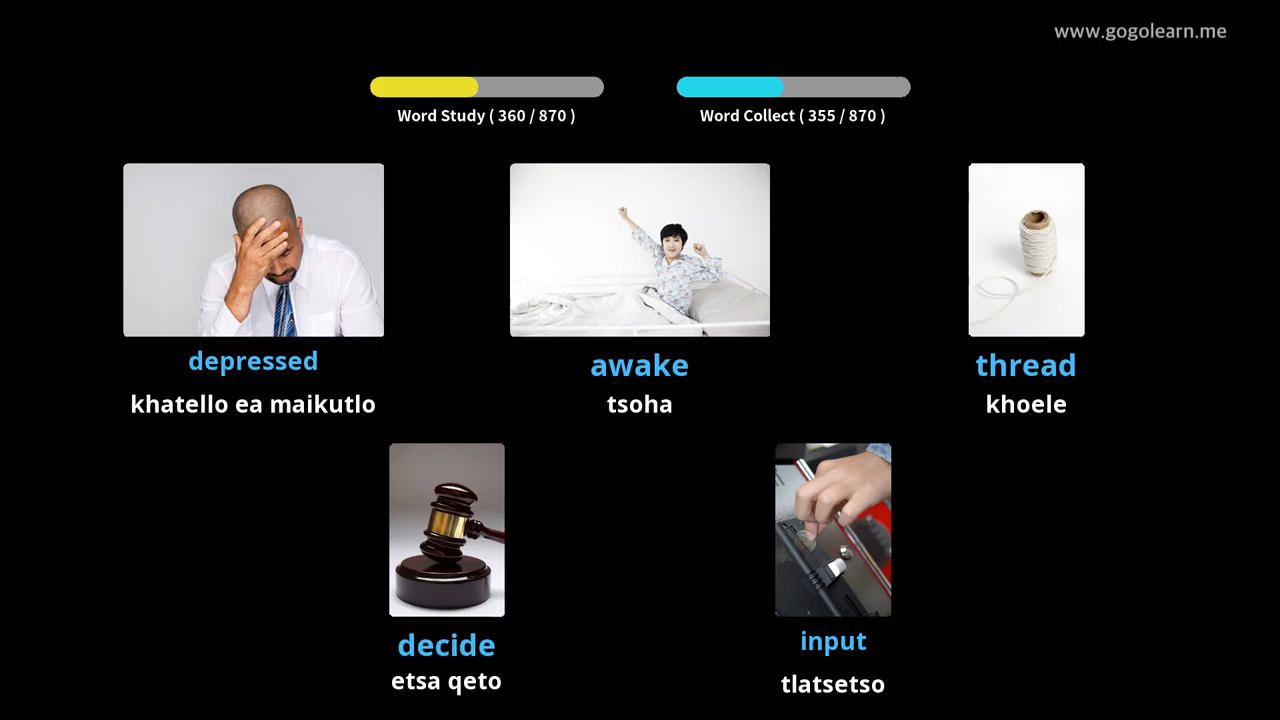 www.gogolearn.me
Word Study ( 360 / 870 )
Word Collect ( 355 / 870 )
depressed
khatello ea maikutlo
awake
tsoha
thread
khoele
decide
etsa qeto
input
tlatsetso